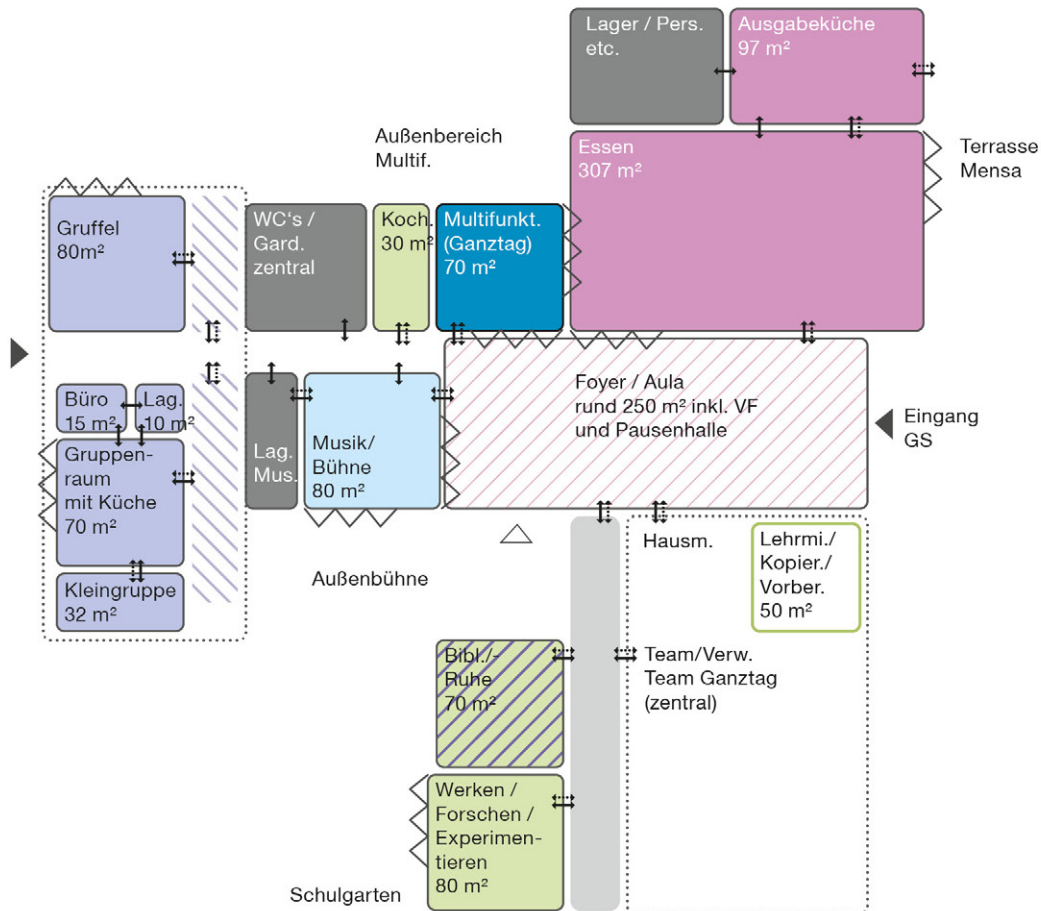 Lager / Pers.
etc.
Ausgabeküche
97 m²
Außenbereich
Multif.
Essen
307 m²
Terrasse
Mensa
Gruffel
80m²
WC's /
Gard.
zentral
Koch.
30 m²
Multifunkt.
(Ganztag)
70 m²
Foyer / Aula
rund 250 m² inkl. VF
und Pausenhalle
Eingang
GS
Büro
15 m²
Lag.
10 m²
Gruppen-
raum
mit Küche
70 m²
Kleingruppe
32 m²
Lag.
Mus.
Musik/
Bühne
80 m²
Außenbühne
Hausm.
Lehrmi./
Kopier./
Vorber.
50 m²
Bibl./-
Ruhe
70 m²
Team/Verw.
Team Ganztag
(zentral)
Werken /
Forschen /
Experimen-
tieren
80 m²
Schulgarten